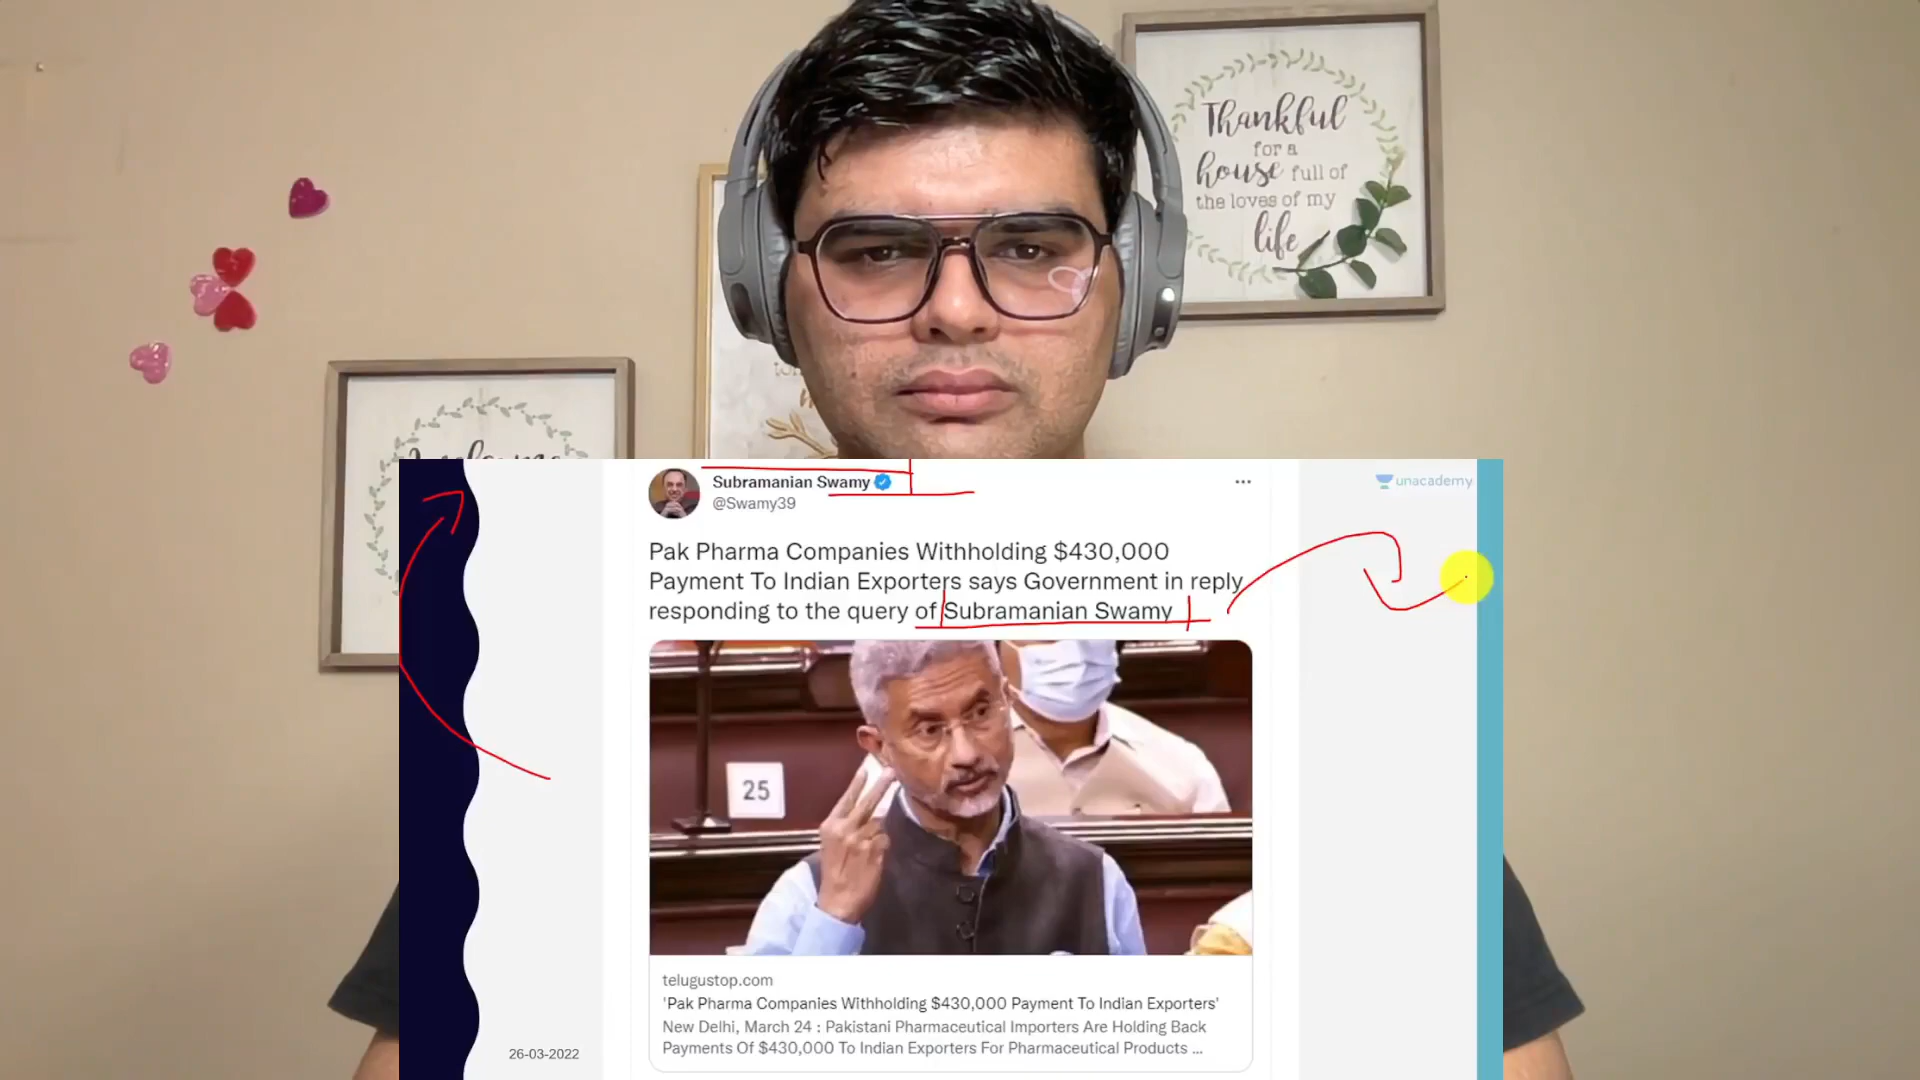 Thankful
for a
house full of
the loves of my
life
welcome
Subramanian Swamy
@Swamy39
unacademy
Pak Pharma Companies Withholding $430,000
Payment To Indian Exporters says Government in reply
responding to the query of Subramanian Swamy
25
telugustop.com
'Pak Pharma Companies Withholding $430,000 Payment To Indian Exporters'
New Delhi, March 24 : Pakistani Pharmaceutical Importers Are Holding Back
Payments Of $430,000 To Indian Exporters For Pharmaceutical Products ...
26-03-2022